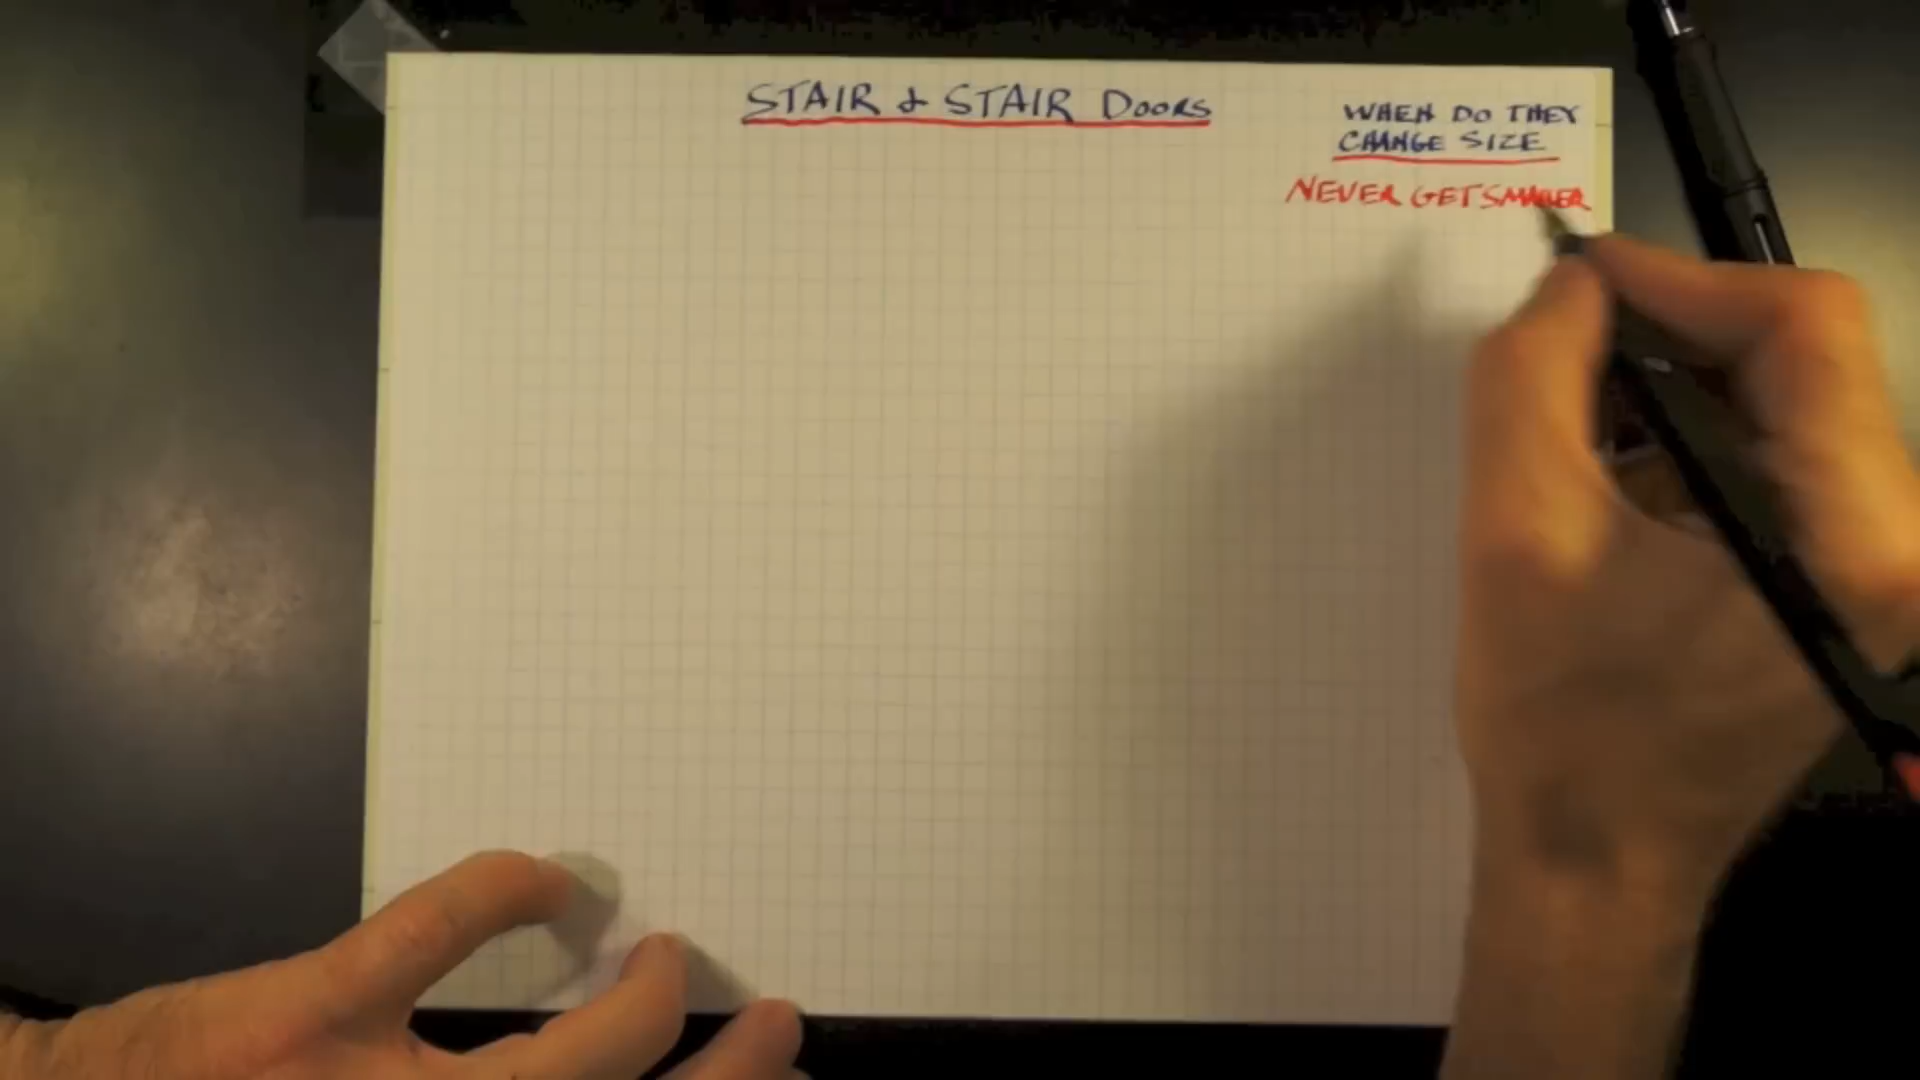 STAIR & STAIR DOORS
WHEN DO THEY
CHANGE SIZE
NEVER GET SMALLER